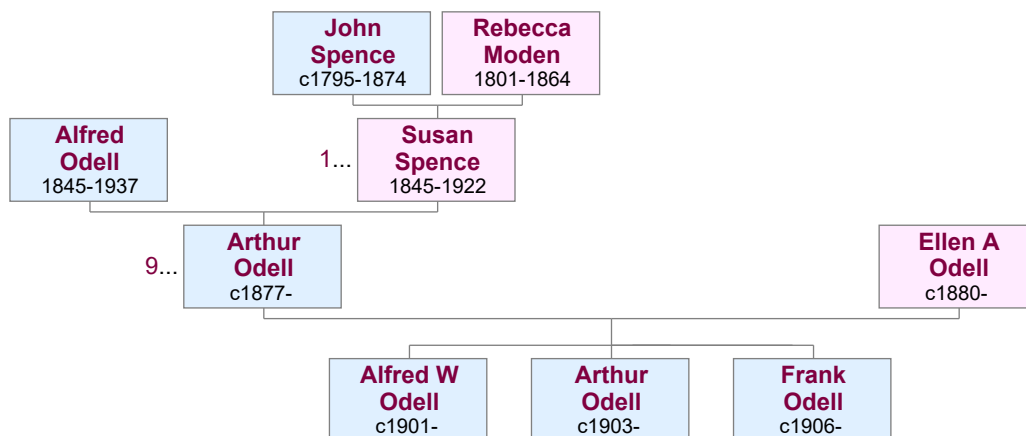 John
Spence
c1795-1874
Rebecca
Moden
1801-1864
Alfred
Odell
1845-1937
1...
Susan
Spence
1845-1922
9...
Arthur
Odell
c1877-
Ellen A
Odell
c1880-
Alfred W
Odell
c1901-
Arthur
Odell
c1903-
Frank
Odell
c1906-